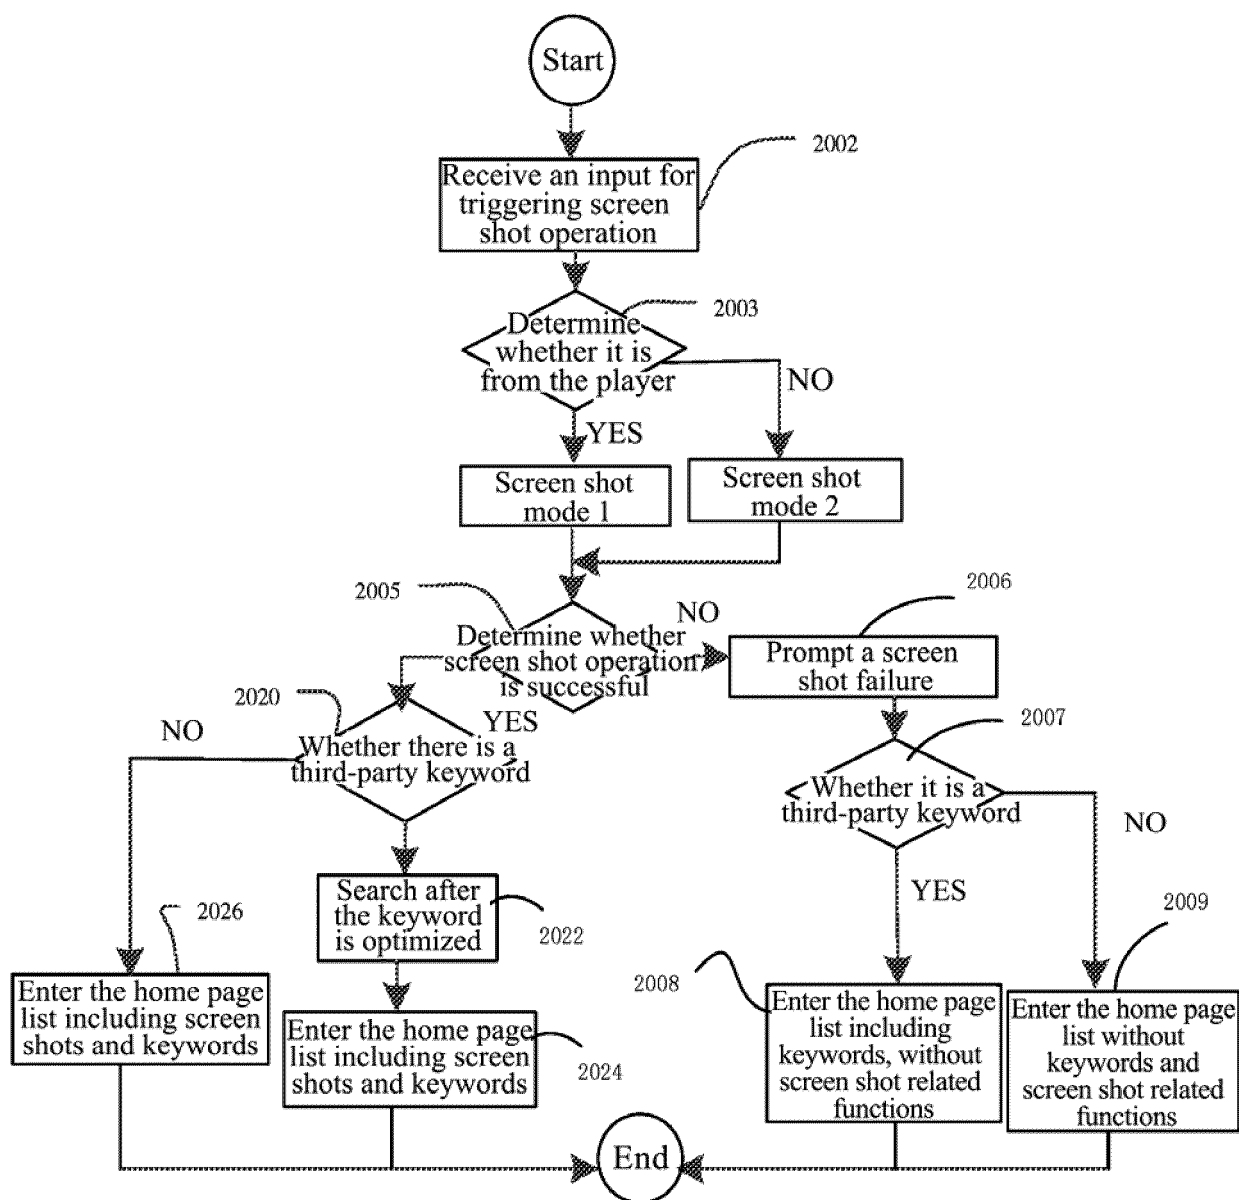 Start
2002
Receive an input for
triggering screen
shot operation
2003
Determine
whether it is
from the player
NO
YES
Screen shot
mode 1
Screen shot
mode 2
2005
2006
NO
Determine whether
screen shot operation
is successful
Prompt a screen
shot failure
2020
YES
2007
NO
Whether there is a
third-party keyword
Whether it is a
third-party keyword
NO
YES
Search after
the keyword
is optimized
2022
2026
2009
2008
Enter the home page
list including screen
shots and keywords
Enter the home page
list including screen
shots and keywords
2024
Enter the home page
list including
keywords, without
screen shot related
functions
Enter the home page
list without
keywords and
screen shot related
functions
End